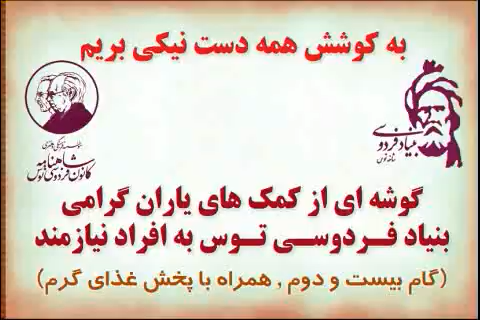 به کوشش همه دست نیکی بریم
بنیاد فردوسی
شاهنامه
کانون فردوسی توس
گوشه ای از کمک های یاران گرامی
بنیاد فردوسی توس به افراد نیازمند
(گام بیست و دوم , همراه با پخش غذای گرم)